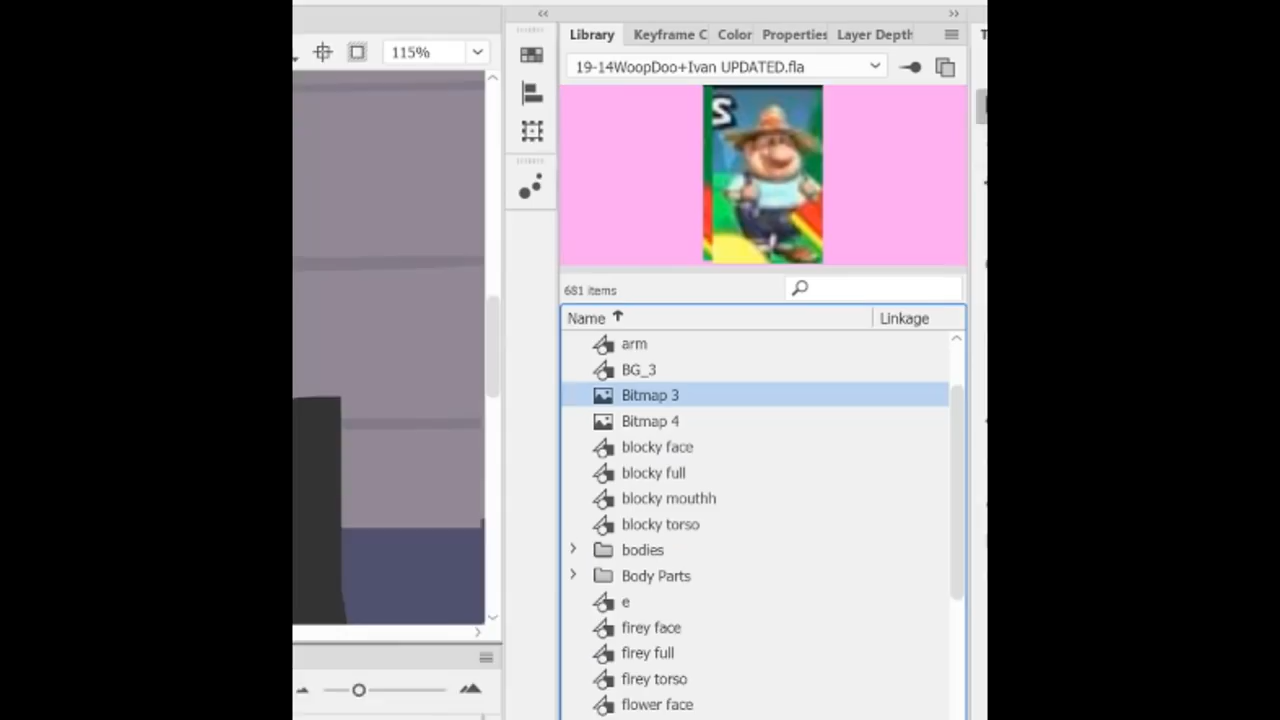 Library Keyframe C Color Properties Layer Depth
115%
19-14WoopDoo+Ivan UPDATED.fla
S
681 items
Name Linkage
arm
BG_3
Bitmap 3
Bitmap 4
blocky face
blocky full
blocky mouthh
blocky torso
bodies
Body Parts
e
firey face
firey full
firey torso
flower face